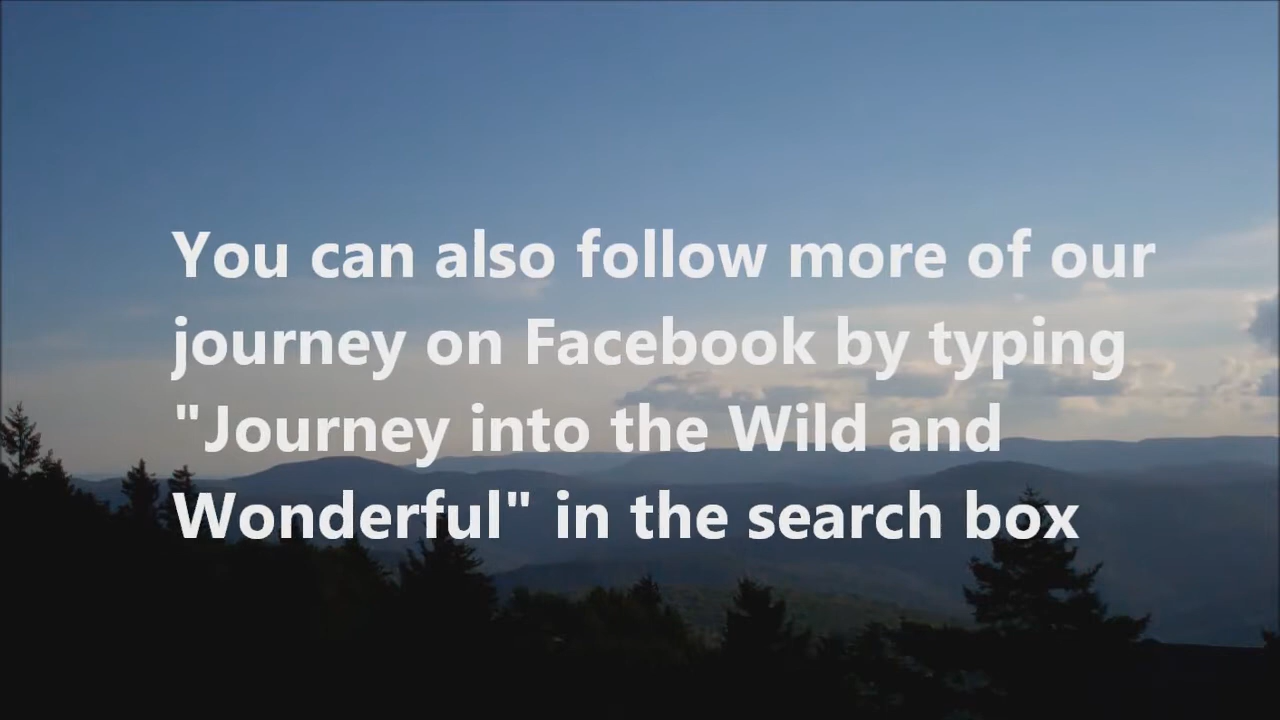 You can also follow more of our
journey on Facebook by typing
"Journey into the Wild and
Wonderful" in the search box